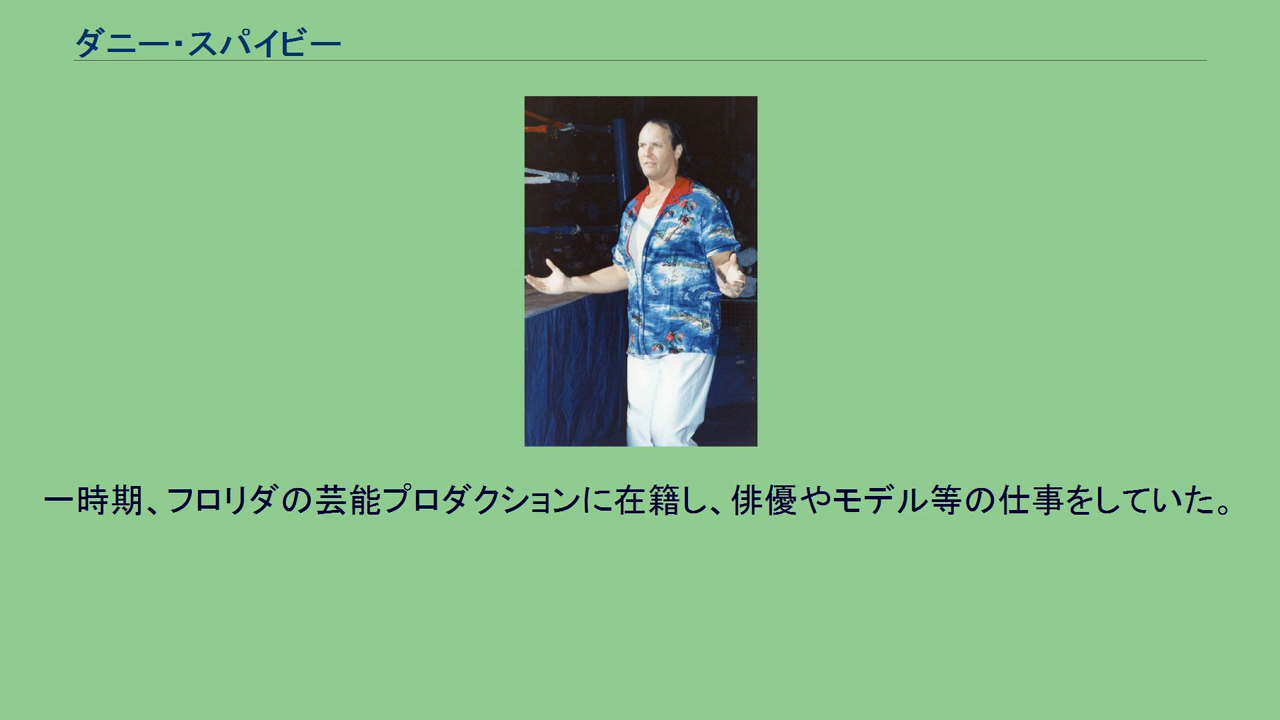 ダニー・スパイビー
一時期、フロリダの芸能プロダクションに在籍し、俳優やモデル等の仕事をしていた。